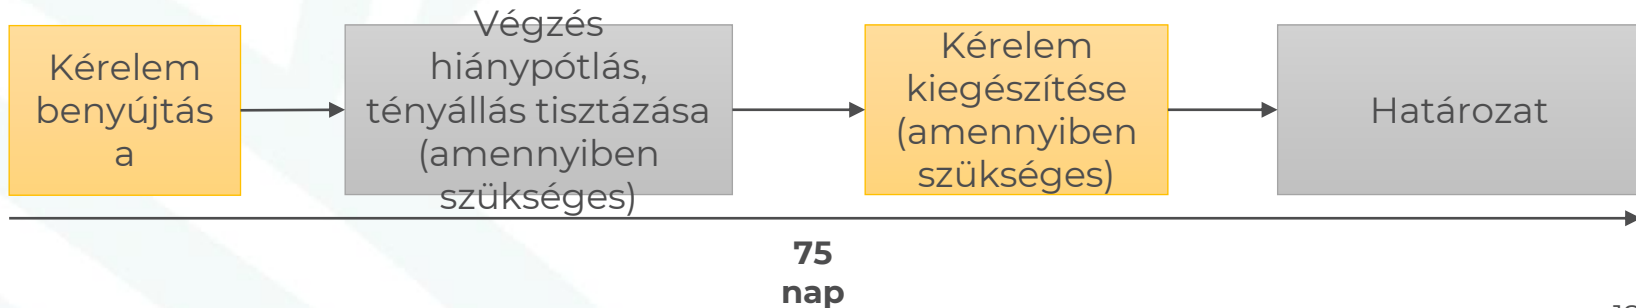 Kérelem
benyújtás
a
Végzés
hiánypótlás,
tényállás tisztázása
(amennyiben
szükséges)
Kérelem
kiegészítése
(amennyiben
szükséges)
Határozat
75
nap